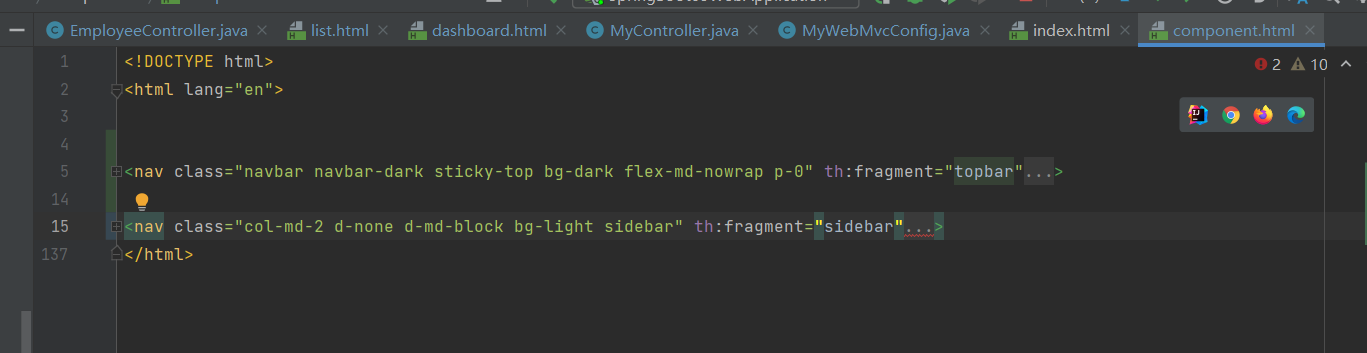 EmployeeController.java list.html dashboard.html MyController.java MyWebMvcConfig.java index.html component.html
1 <!DOCTYPE html>
2 10
2 <html lang="en">
3
4
5 <nav class="navbar navbar-dark sticky-top bg-dark flex-md-nowrap p-0" th:fragment="topbar"...>
14
15 <nav class="col-md-2 d-none d-md-block bg-light sidebar" th:fragment="sidebar"...>
137 </html>